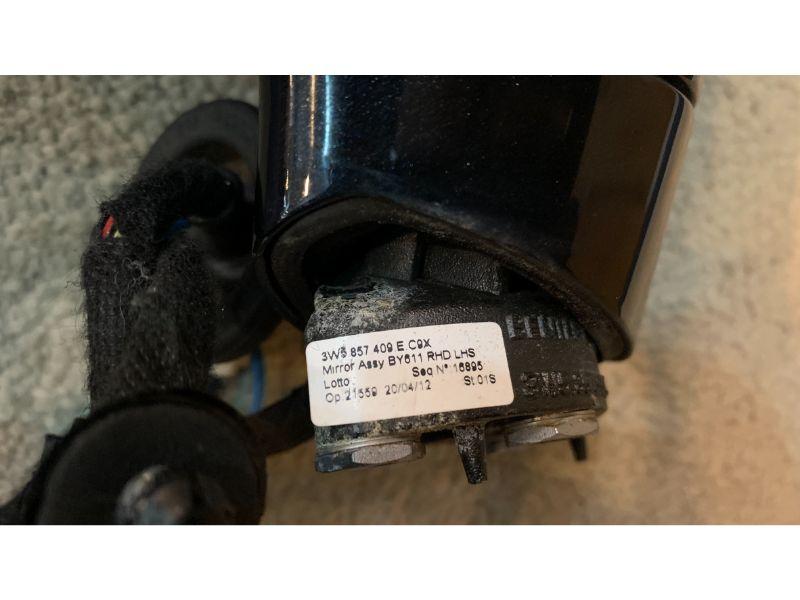 3W5 857 409 E C9X
Mirror Assy BY611 RHD LHS
Lotto: Seq N° 16895
Op 21559 20/04/12 St 01S